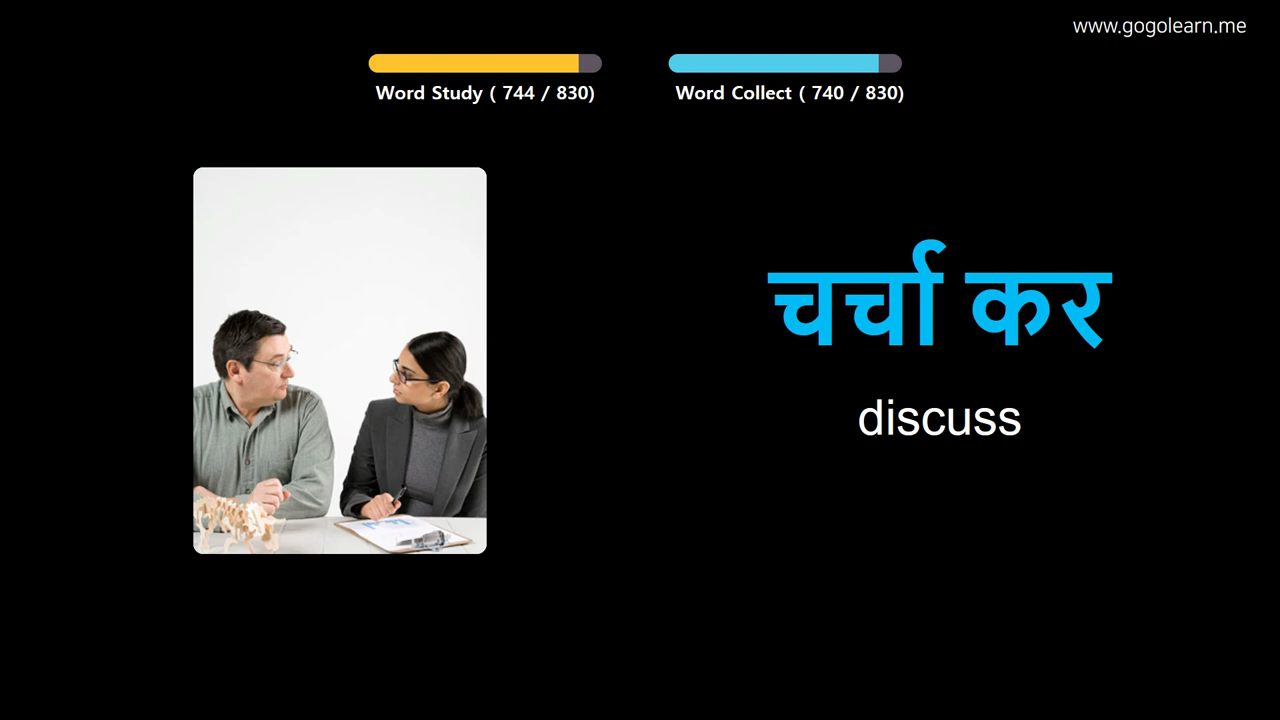 www.gogolearn.me
Word Study ( 744 / 830)
Word Collect ( 740 / 830)
चर्चा कर
discuss